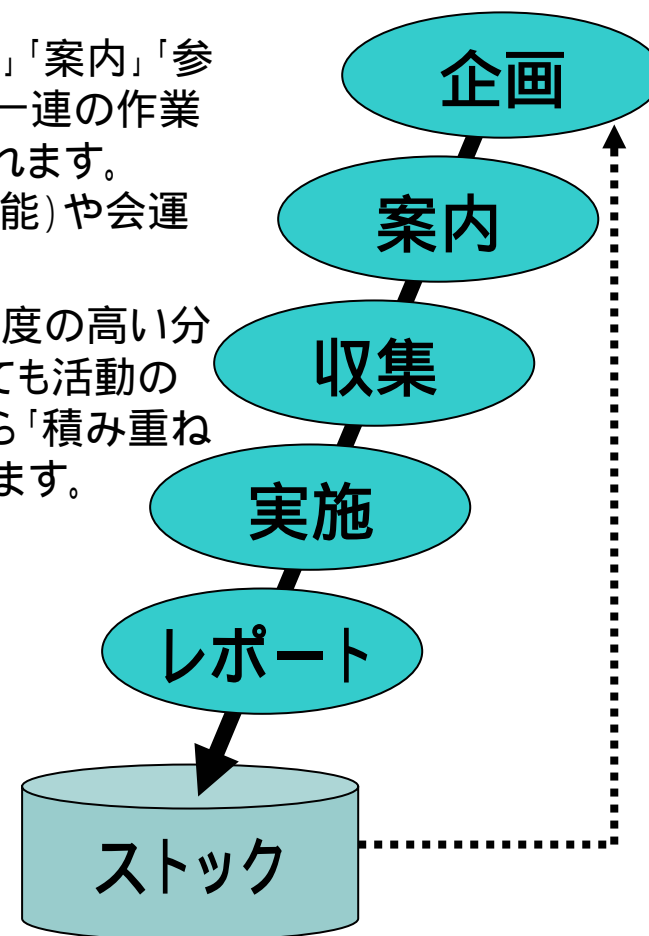 」「案内」「参
一連の作業
れます。
能)や会運
度の高い分
ても活動の
ら「積み重ね
ます。
企画
案内
収集
実施
レポート
ストック